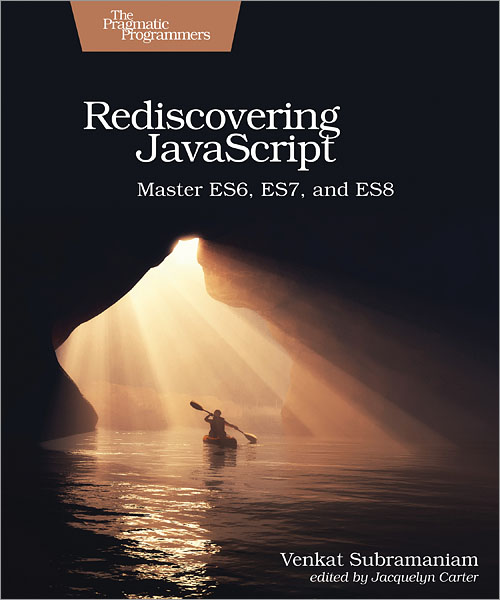 The
Pragmatic
Programmers
Rediscovering
JavaScript
Master ES6, ES7, and ES8
Venkat Subramaniam
edited by Jacquelyn Carter